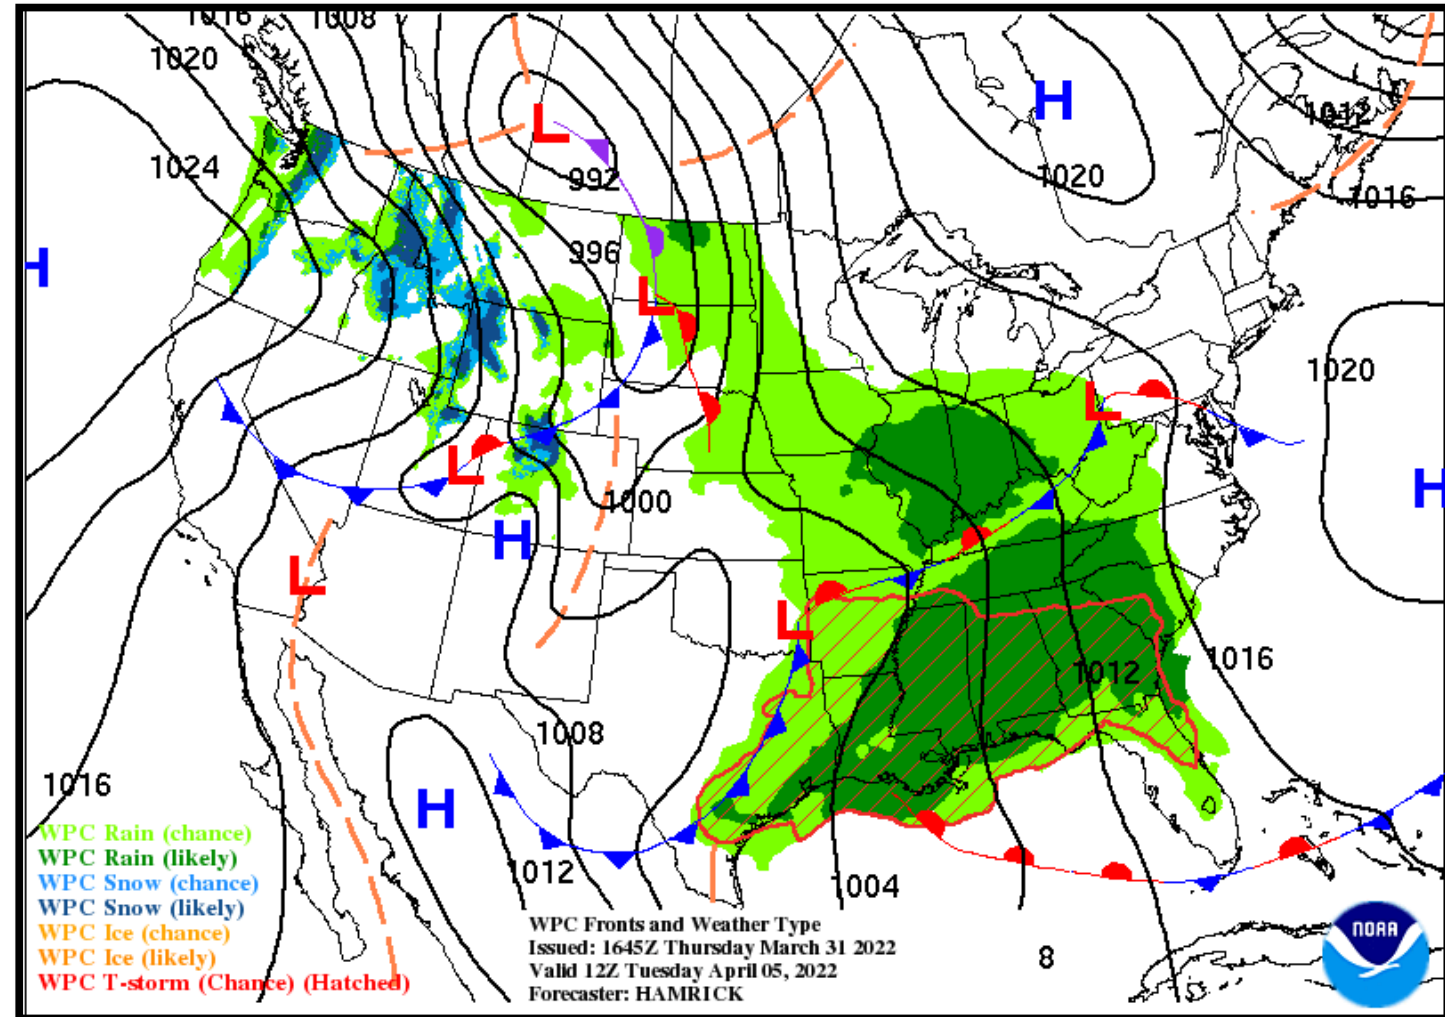 1016
1008
1020
1012
H
L
1024
992
1020
1016
996
H
L
1020
L
L
H
1000
H
L
L
1016
1012
1008
1016
H
1012
1004
WPC Rain (chance)
WPC Rain (likely)
WPC Snow (chance)
WPC Snow (likely)
WPC Ice (chance)
WPC Ice (likely)
WPC T-storm (Chance) (Hatched)
WPC Fronts and Weather Type
Issued: 1645Z Thursday March 31 2022
Valid 12Z Tuesday April 05, 2022
Forecaster: HAMRICK
8
NOAA